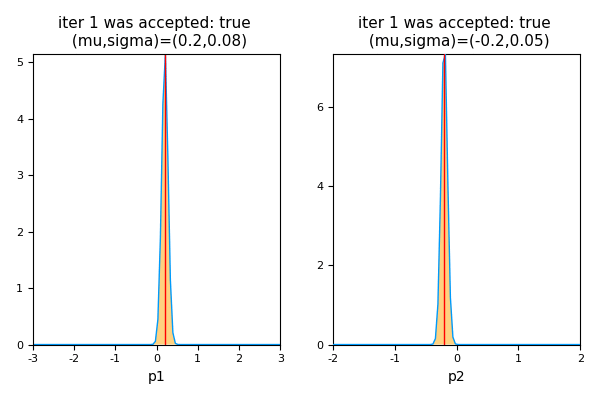 iter 1 was accepted: true
(mu,sigma)=(0.2,0.08)
5
4
3
2
1
0
-3 -2 -1 0 1 2 3
p1
iter 1 was accepted: true
(mu,sigma)=(-0.2,0.05)
6
4
2
0
-2 -1 0 1 2
p2